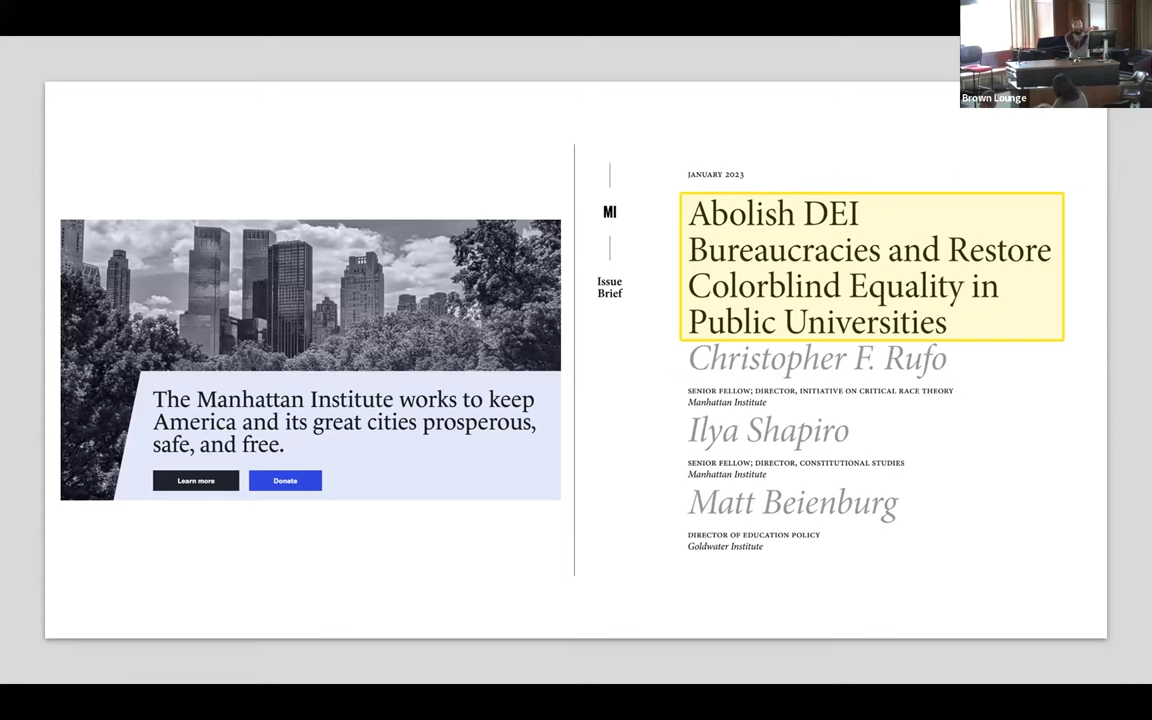 Brown Lounge
The Manhattan Institute works to keep
America and its great cities prosperous,
safe, and free.
Learn more
Donate
MI
Issue
Brief
JANUARY 2023
Abolish DEI
Bureaucracies and Restore
Colorblind Equality in
Public Universities
Christopher F. Rufo
SENIOR FELLOW; DIRECTOR, INITIATIVE ON CRITICAL RACE THEORY
Manhattan Institute
Ilya Shapiro
SENIOR FELLOW; DIRECTOR, CONSTITUTIONAL STUDIES
Manhattan Institute
Matt Beienburg
DIRECTOR OF EDUCATION POLICY
Goldwater Institute